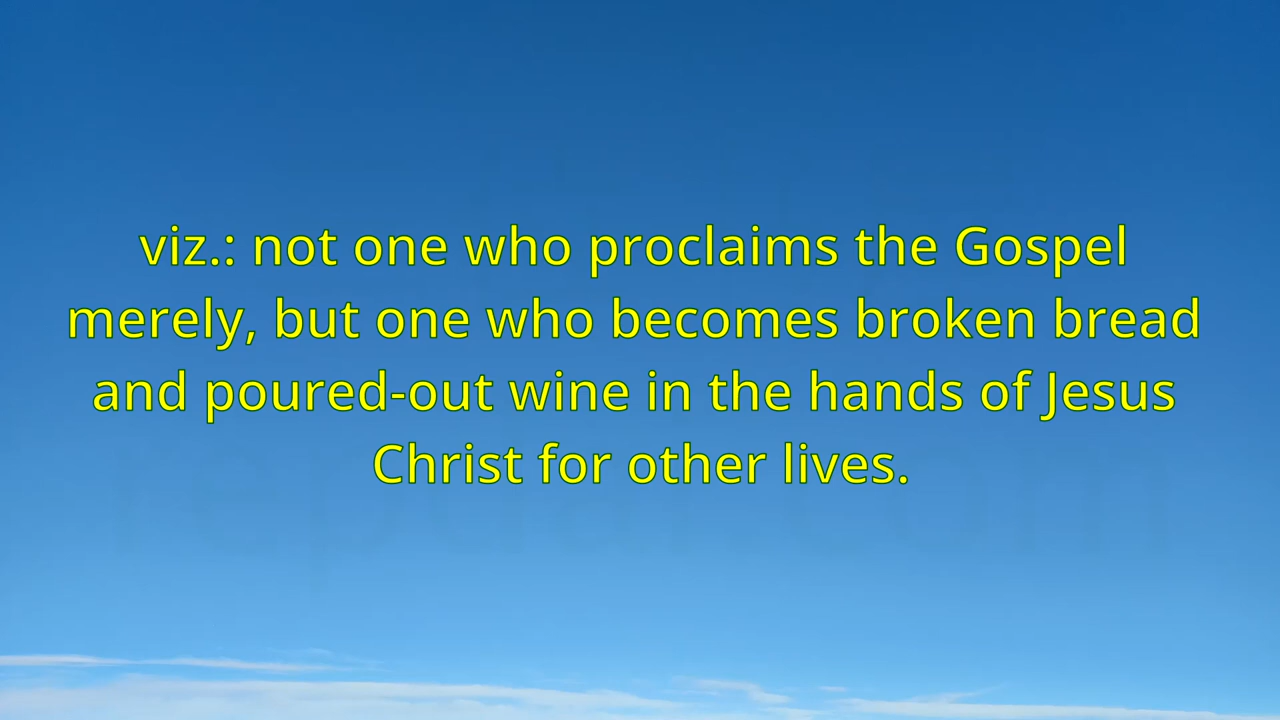 viz.: not one who proclaims the Gospel
merely, but one who becomes broken bread
and poured-out wine in the hands of Jesus
Christ for other lives.